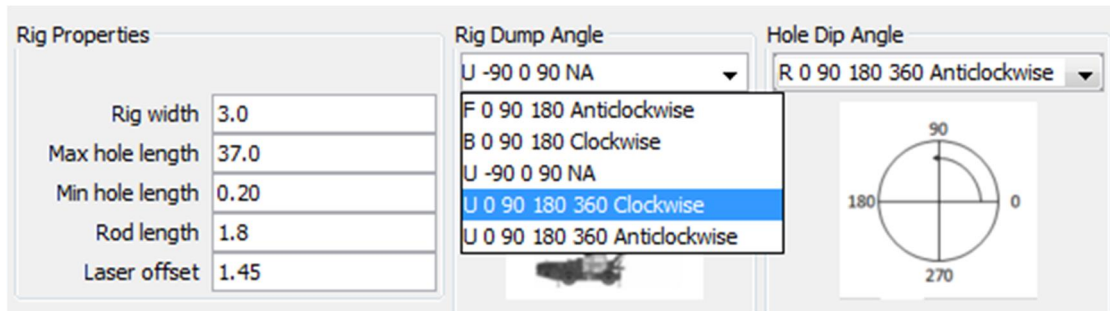 Rig Properties
Rig width 3.0
Max hole length 37.0
Min hole length 0.20
Rod length 1.8
Laser offset 1.45
Rig Dump Angle
U -90 0 90 NA
F 0 90 180 Anticlockwise
B 0 90 180 Clockwise
U -90 0 90 NA
U 0 90 180 360 Clockwise
U 0 90 180 360 Anticlockwise
Hole Dip Angle
R 0 90 180 360 Anticlockwise
90
180 0
270